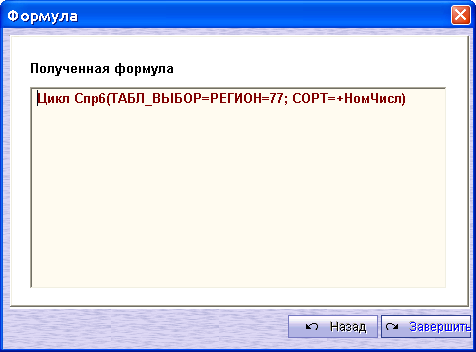 Формула
Полученная формула
Цикл Спр6(ТАБЛ_ВЫБОР=РЕГИОН=77; СОРТ=+НомЧисл)
Назад
Завершить